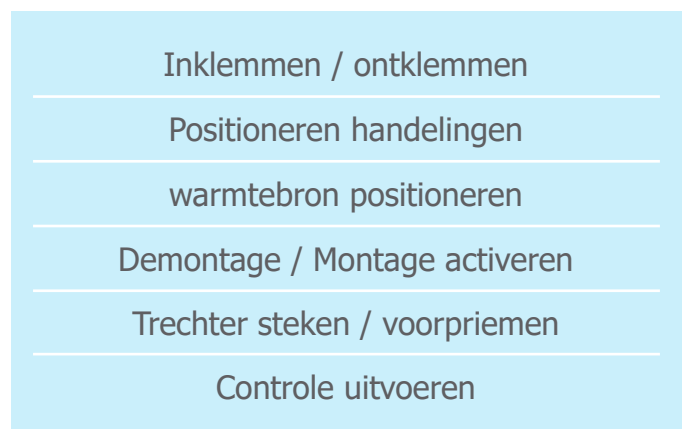 Inklemmen / ontklemmen
Positioneren handelingen
warmtebron positioneren
Demontage / Montage activeren
Trechter steken / voorpriemen
Controle uitvoeren